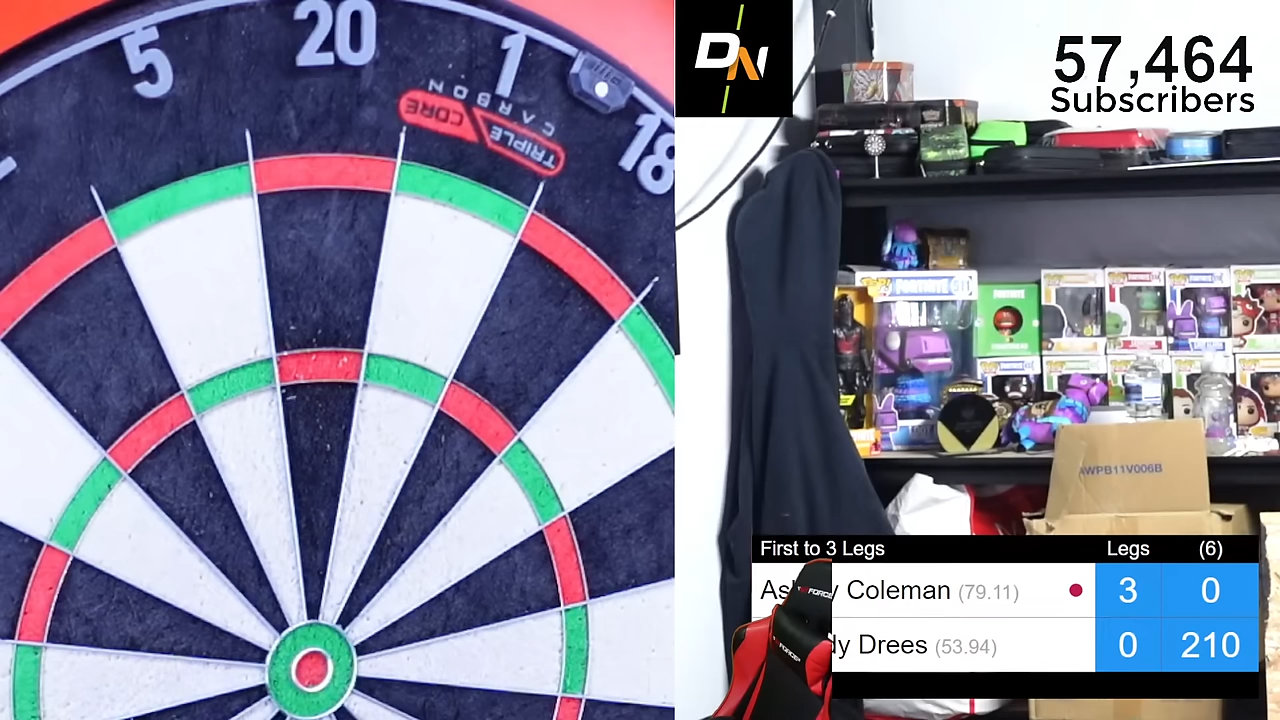 5
20
1
18
CARBON
TRIPLE CORE
DN
57,464
Subscribers
FORTNITE
FORTNITE
AWPB11V006B
First to 3 Legs Legs (6)
Coleman (79.11) 3 0
Drees (53.94) 0 210